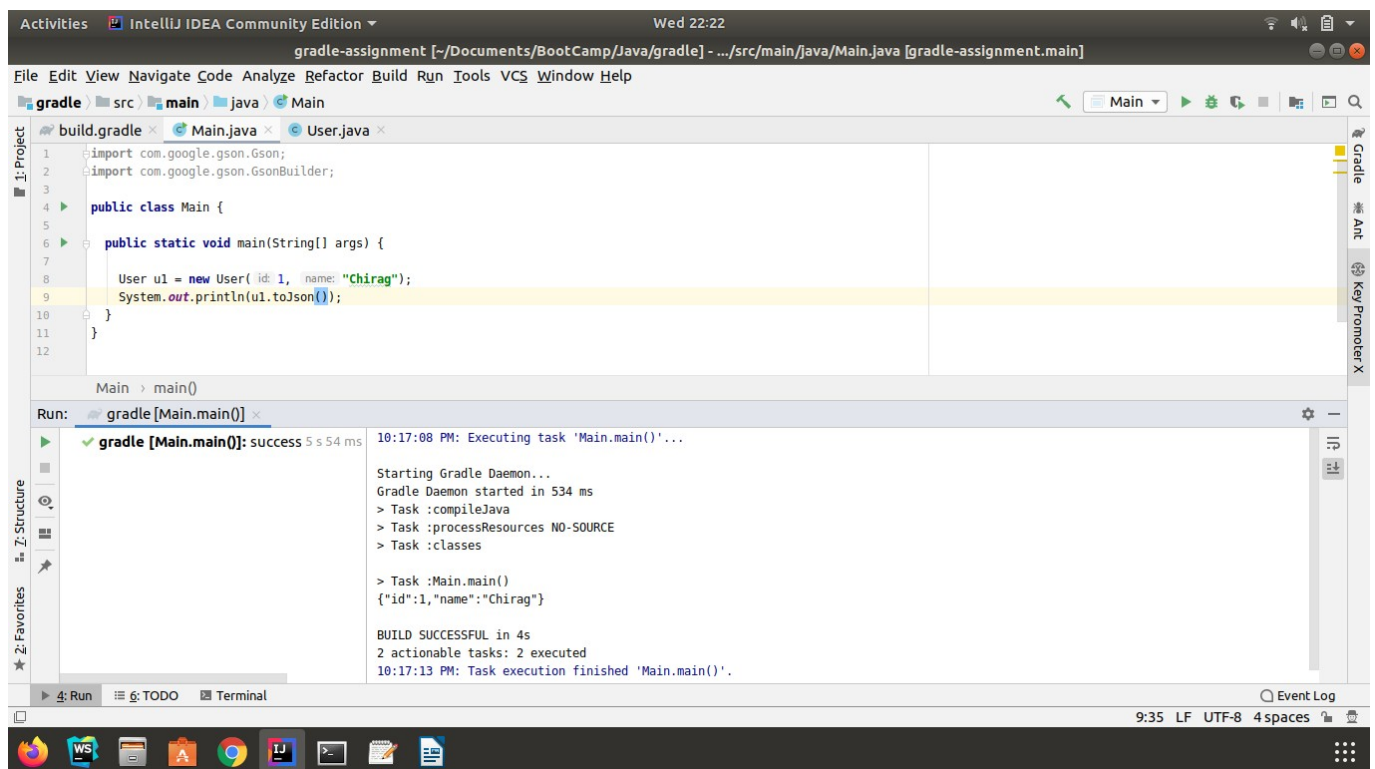 Activities IntelliJ IDEA Community Edition Wed 22:22
gradle-assignment [~/Documents/BootCamp/Java/gradle] - .../src/main/java/Main.java [gradle-assignment.main]
File Edit View Navigate Code Analyze Refactor Build Run Tools VCS Window Help
gradle src main java Main Main
build.gradle Main.java User.java
1: Project
Gradle
Ant
Key Promoter X
1 import com.google.gson.Gson;
2 import com.google.gson.GsonBuilder;
3
4 public class Main {
5
6 public static void main(String[] args) {
7
8 User u1 = new User( id: 1, name: "Chirag");
9 System.out.println(u1.toJson());
10 }
11 }
12
Main › main()
Run: gradle [Main.main()]
gradle [Main.main()]: success 5 s 54 ms
10:17:08 PM: Executing task 'Main.main()'...
Starting Gradle Daemon...
Gradle Daemon started in 534 ms
> Task :compileJava
> Task :processResources NO-SOURCE
> Task :classes
> Task :Main.main()
{"id":1,"name":"Chirag"}
BUILD SUCCESSFUL in 4s
2 actionable tasks: 2 executed
10:17:13 PM: Task execution finished 'Main.main()'.
7: Structure
2: Favorites
4: Run 6: TODO Terminal Event Log
9:35 LF UTF-8 4 spaces
WS
A
IJ
>_